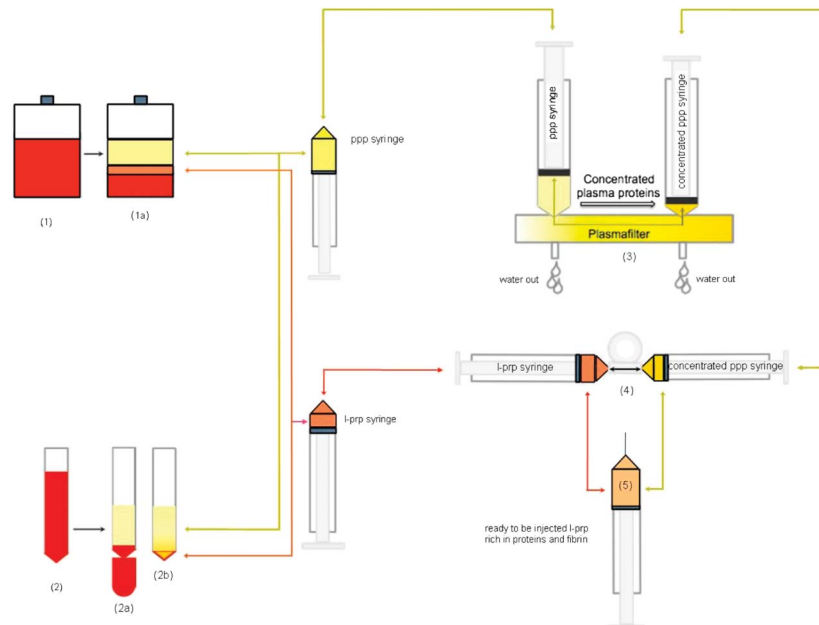 ppp syringe
concentrated ppp syringe
ppp syringe
Concentrated
plasma proteins
(1)
(1a)
Plasmafilter
(3)
water out
water out
l-prp syringe
concentrated ppp syringe
(4)
l-prp syringe
(5)
ready to be injected l-prp
rich in proteins and fibrin
(2)
(2a)
(2b)